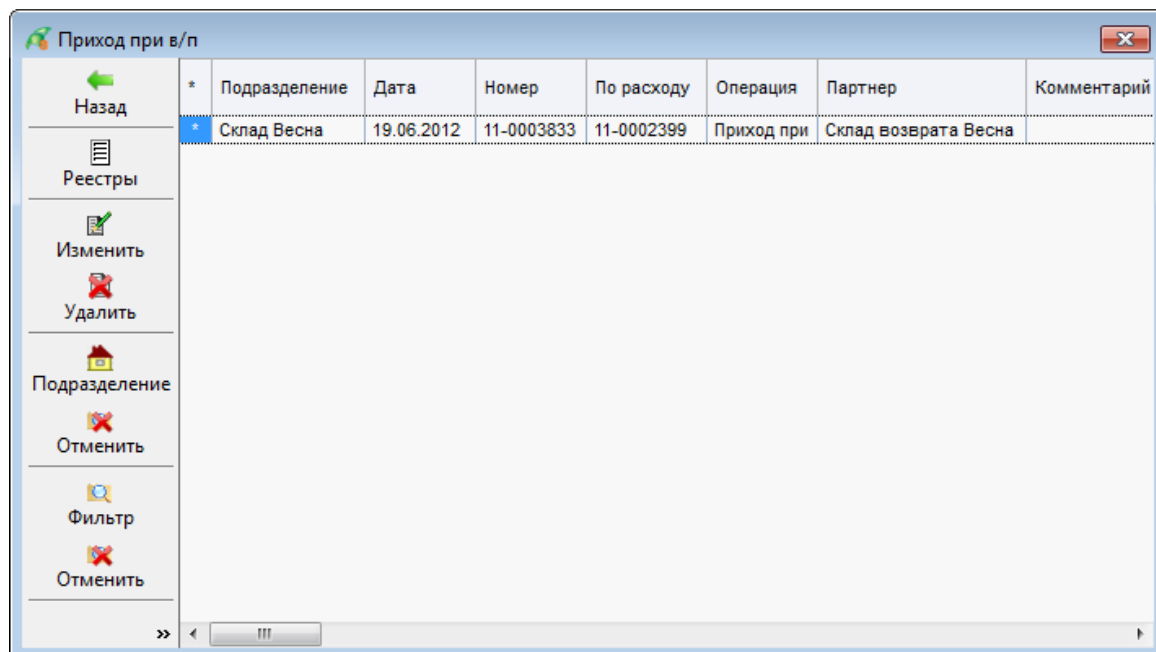 Приход при в/п
Назад
Реестры
Изменить
Удалить
Подразделение
Отменить
Фильтр
Отменить
»
* Подразделение Дата Номер По расходу Операция Партнер Комментарий
* Склад Весна 19.06.2012 11-0003833 11-0002399 Приход при Склад возврата Весна